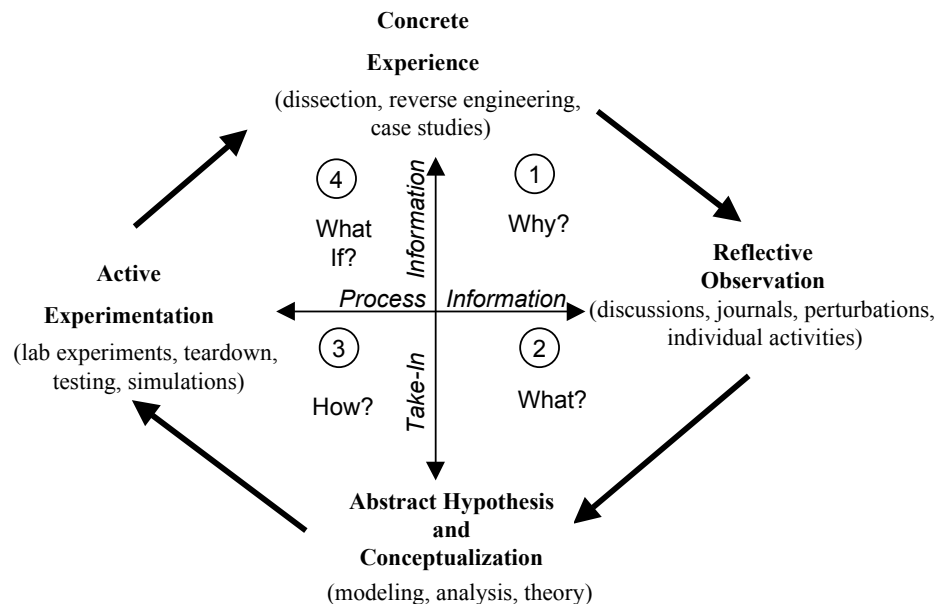 Concrete
Experience
(dissection, reverse engineering,
case studies)
4
1
What
If?
Why?
Information
Active
Experimentation
(lab experiments, teardown,
testing, simulations)
Process Information
Reflective
Observation
(discussions, journals, perturbations,
individual activities)
3
2
How?
What?
Take-In
Abstract Hypothesis
and
Conceptualization
(modeling, analysis, theory)